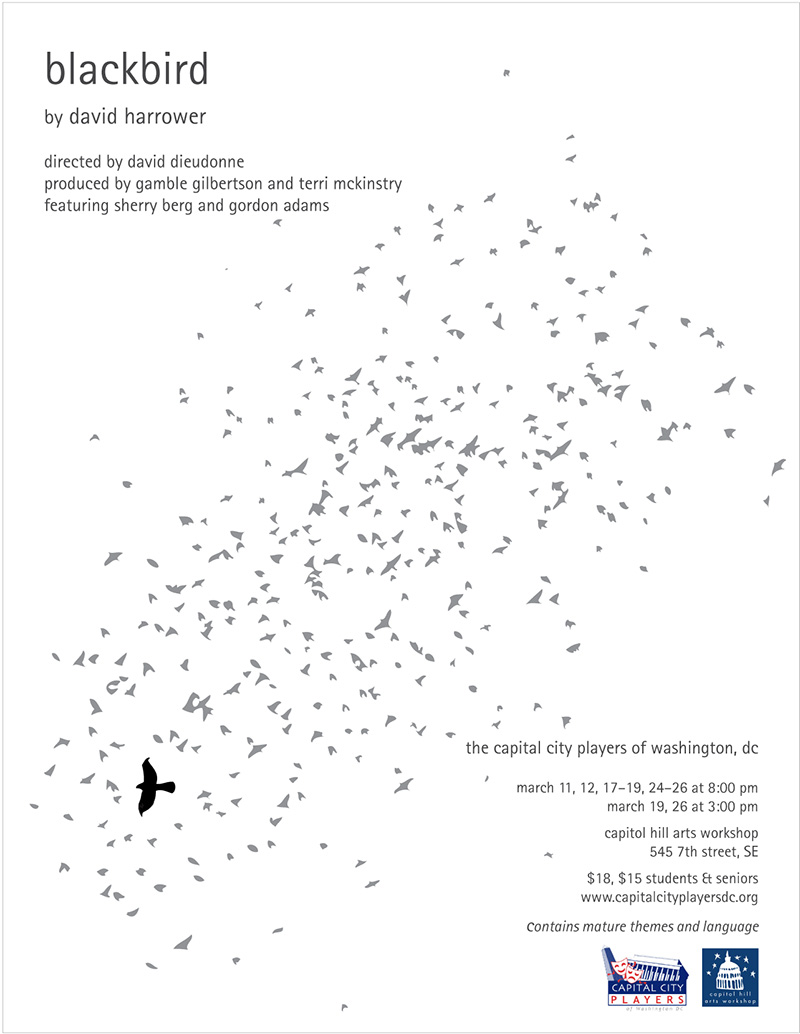 blackbird
by david harrower
directed by david dieudonne
produced by gamble gilbertson and terri mckinstry
featuring sherry berg and gordon adams
the capital city players of washington, dc
march 11, 12, 17–19, 24–26 at 8:00 pm
march 19, 26 at 3:00 pm
capitol hill arts workshop
545 7th street, SE
$18, $15 students & seniors
www.capitalcityplayersdc.org
Contains mature themes and language
CAPITAL CITY
PLAYERS
of Washington DC
capitol hill
arts workshop